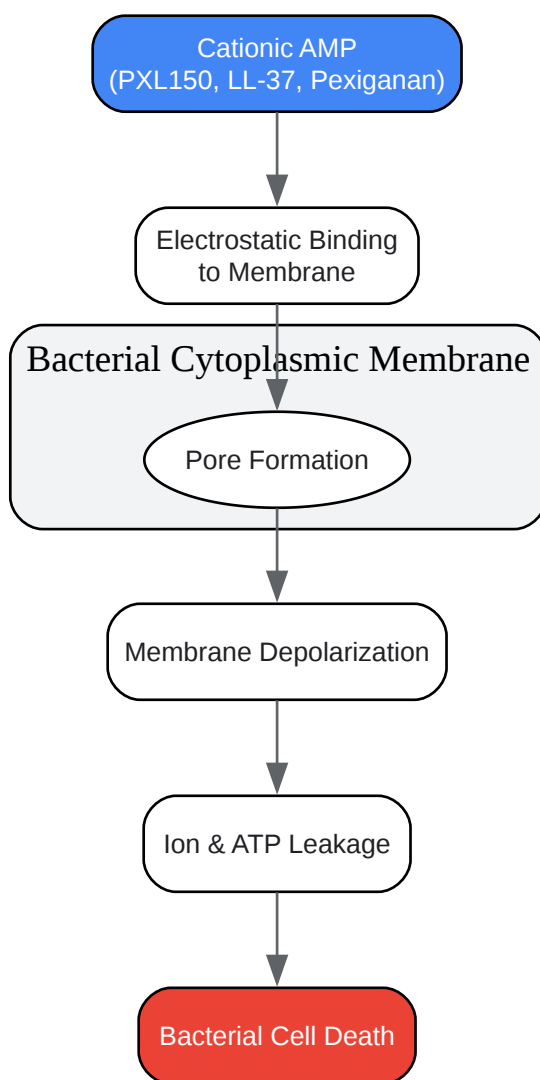 Cationic AMP
(PXL150, LL-37, Pexiganan)
Electrostatic Binding
to Membrane
Bacterial Cytoplasmic Membrane
Pore Formation
Membrane Depolarization
Ion & ATP Leakage
Bacterial Cell Death